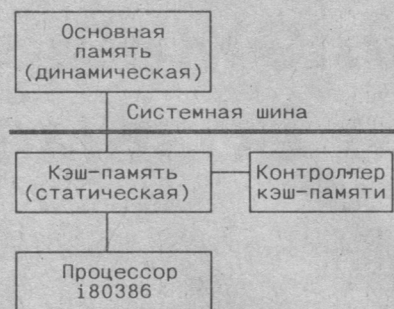 Основная
память
(динамическая)
Системная шина
Кэш-память
(статическая)
Контроллер
кэш-памяти
Процессор
i80386